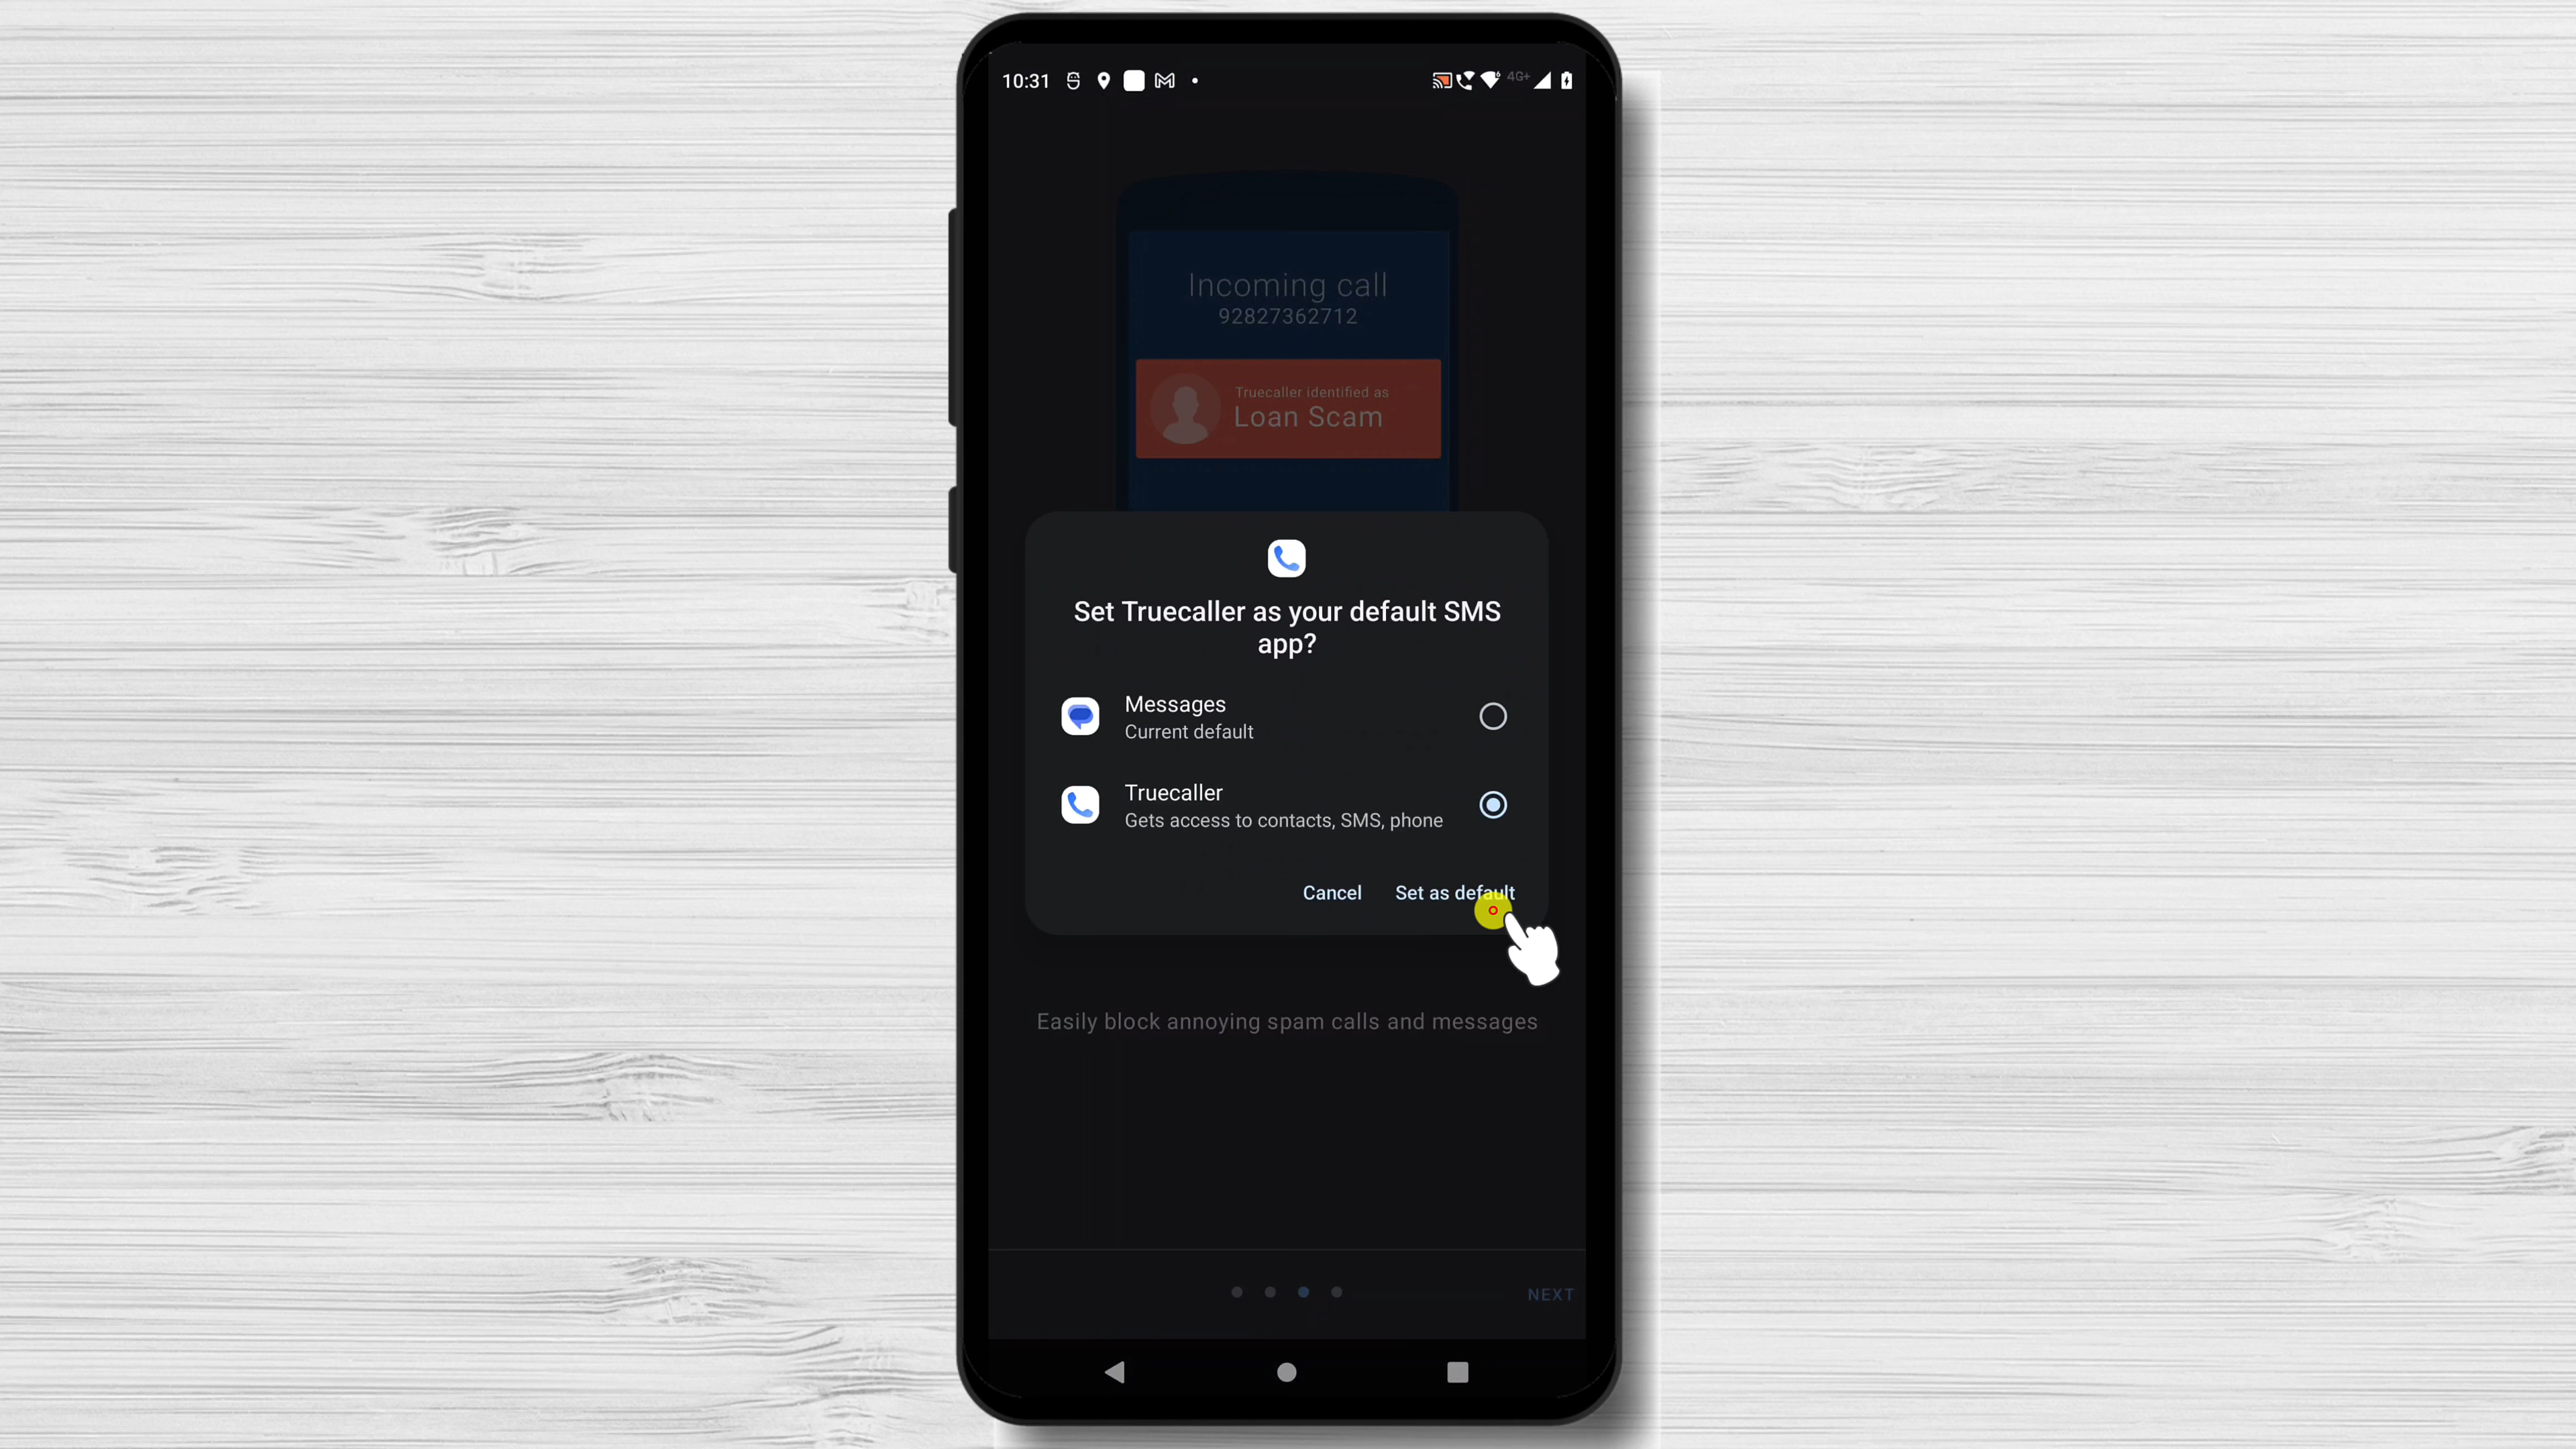 10:31
4G+
Incoming call
92827362712
Truecaller identified as
Loan Scam
Set Truecaller as your default SMS
app?
Messages
Current default
Truecaller
Gets access to contacts, SMS, phone
Cancel
Set as default
Easily block annoying spam calls and messages
NEXT